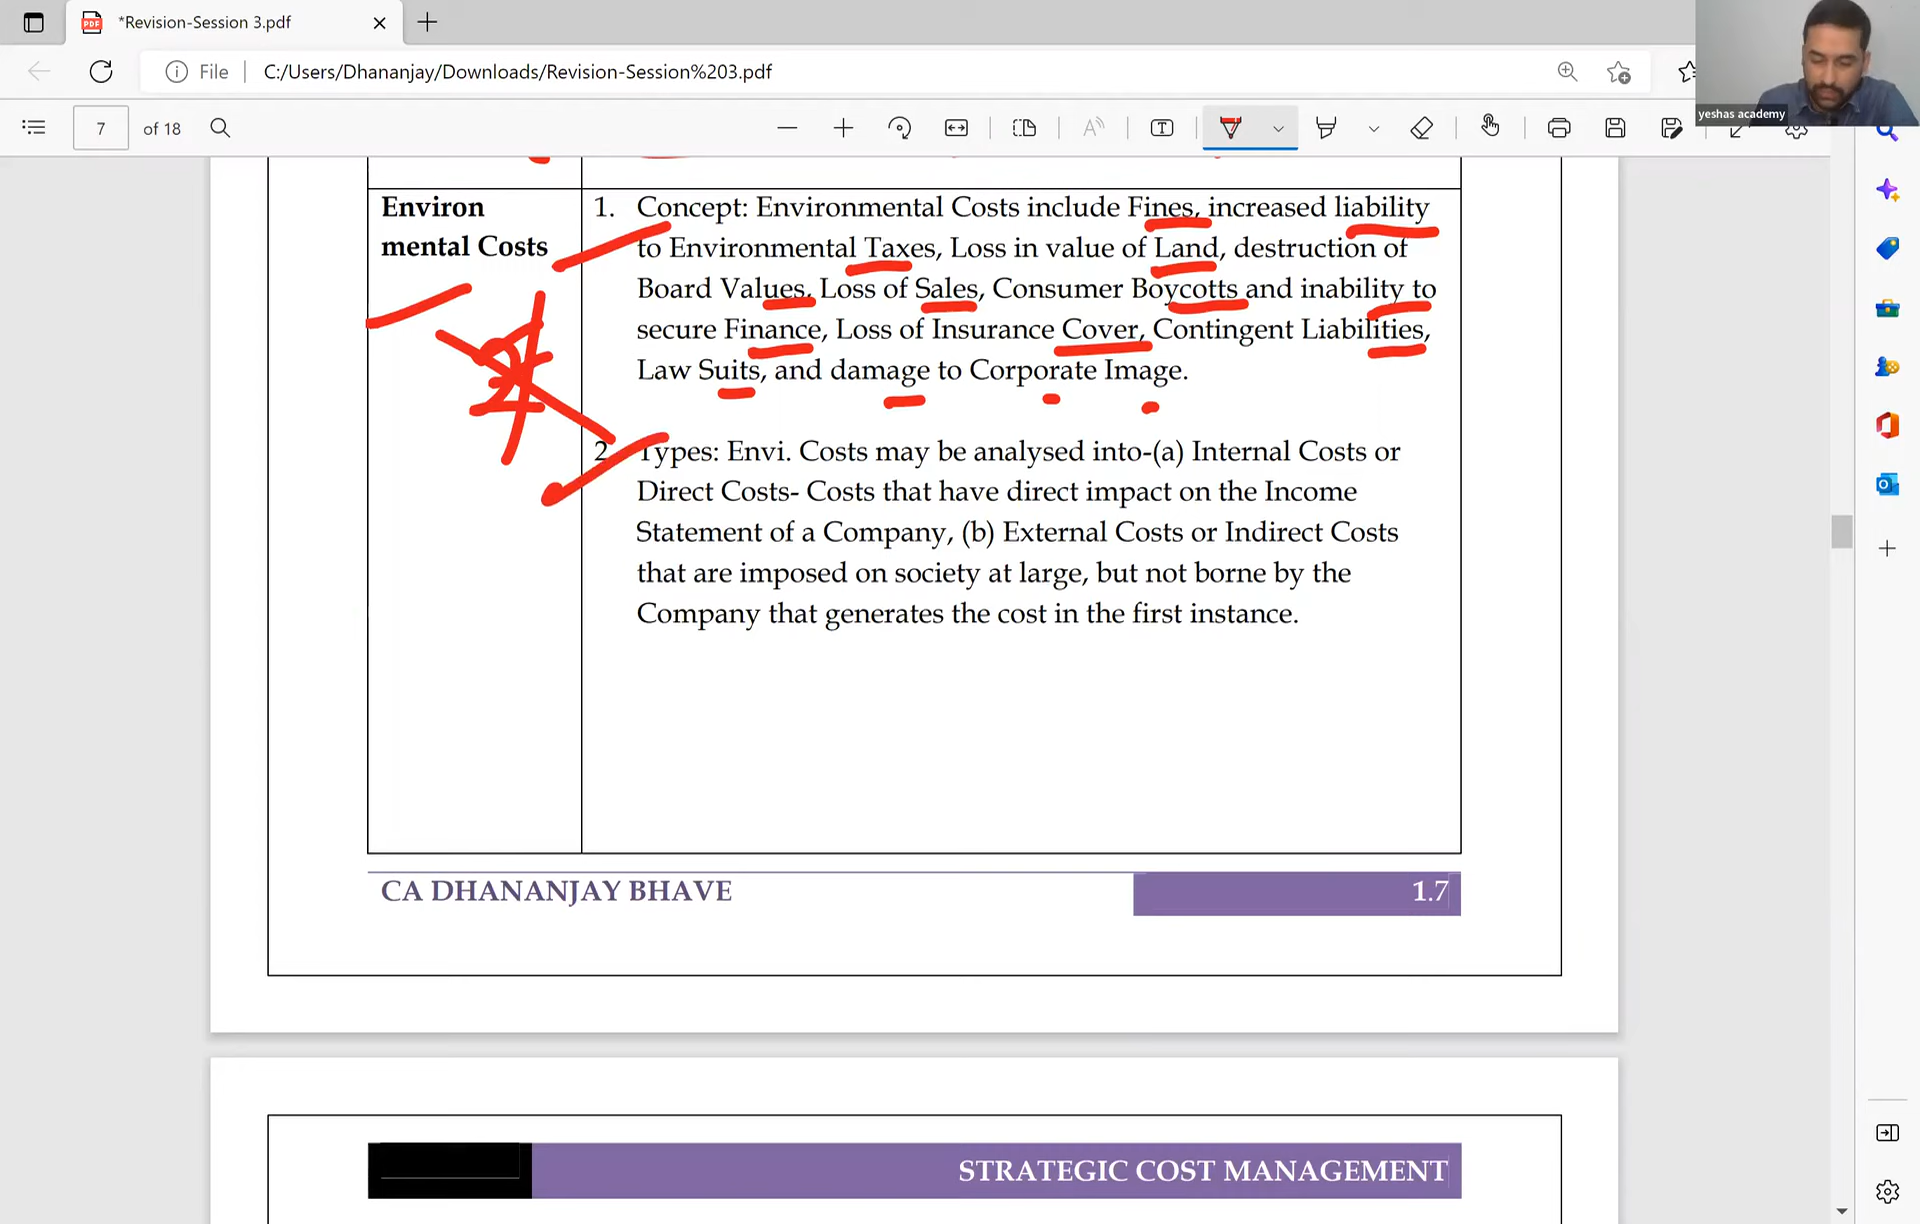 *Revision-Session 3.pdf
File
C:/Users/Dhananjay/Downloads/Revision-Session%203.pdf
yeshas academy
7 of 18
Environ
mental Costs
1. Concept: Environmental Costs include Fines, increased liability
to Environmental Taxes, Loss in value of Land, destruction of
Board Values, Loss of Sales, Consumer Boycotts and inability to
secure Finance, Loss of Insurance Cover, Contingent Liabilities,
Law Suits, and damage to Corporate Image.
2. Types: Envi. Costs may be analysed into-(a) Internal Costs or
Direct Costs- Costs that have direct impact on the Income
Statement of a Company, (b) External Costs or Indirect Costs
that are imposed on society at large, but not borne by the
Company that generates the cost in the first instance.
CA DHANANJAY BHAVE
1.7
STRATEGIC COST MANAGEMENT